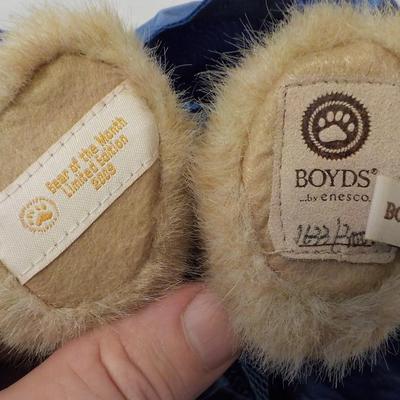 Bear of the Month
Limited Edition
2009
BOYDS®
...by enesco.
BO